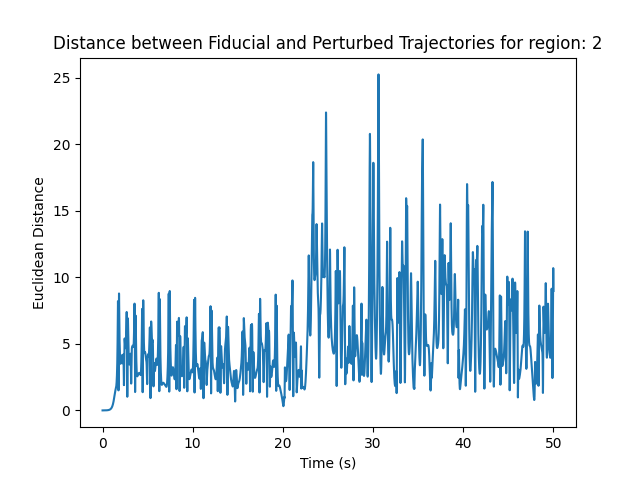 Distance between Fiducial and Perturbed Trajectories for region: 2
Euclidean Distance
25
20
15
10
5
0
0 10 20 30 40 50
Time (s)